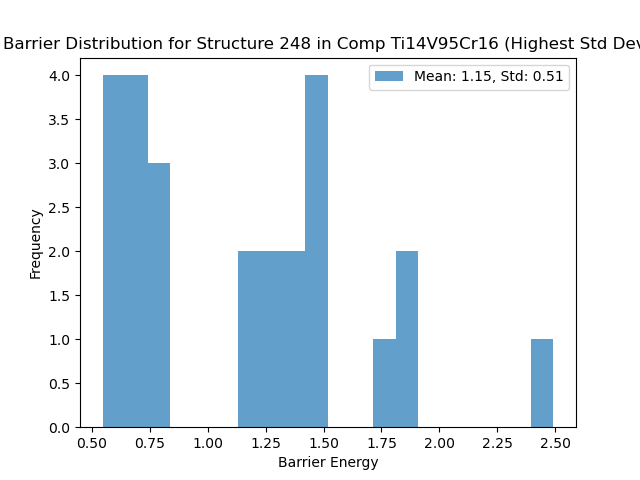 Barrier Distribution for Structure 248 in Comp Ti14V95Cr16 (Highest Std Dev
Mean: 1.15, Std: 0.51
4.0
3.5
3.0
2.5
2.0
1.5
1.0
0.5
0.0
Frequency
0.50 0.75 1.00 1.25 1.50 1.75 2.00 2.25 2.50
Barrier Energy